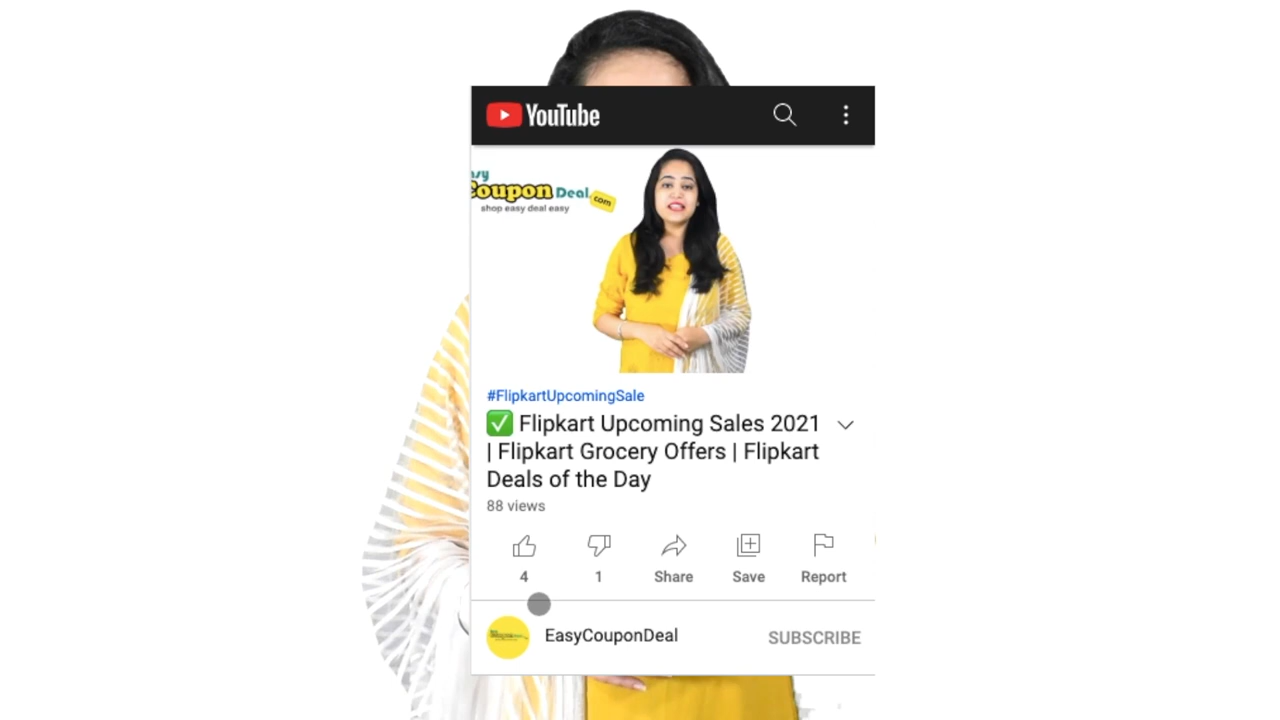 YouTube
Coupon Deal
.com
shop easy deal easy
#FlipkartUpcomingSale
✅ Flipkart Upcoming Sales 2021
| Flipkart Grocery Offers | Flipkart
Deals of the Day
88 views
4 1 Share Save Report
EasyCouponDeal SUBSCRIBE